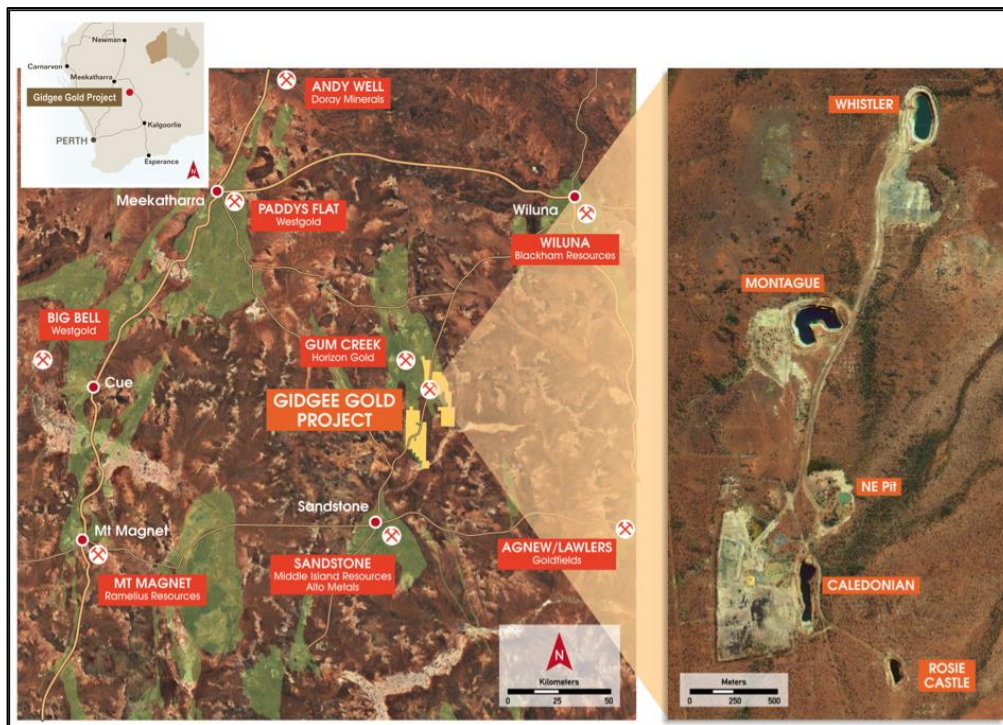 Newman
Carnarvon
Meekatharra
Gidgee Gold Project
Kalgoorlie
PERTH
Esperance
N
ANDY WELL
Doray Minerals
Meekatharra
PADDYS FLAT
Westgold
Wiluna
WILUNA
Blackham Resources
BIG BELL
Westgold
GUM CREEK
Horizon Gold
Cue
GIDGEE GOLD
PROJECT
Sandstone
Mt Magnet
SANDSTONE
Middle Island Resources
Alto Metals
AGNEW/LAWLERS
Goldfields
MT MAGNET
Ramelius Resources
N
Kilometers
0 25 50
WHISTLER
MONTAGUE
NE Pit
CALEDONIAN
ROSIE
CASTLE
Meters
0 250 500